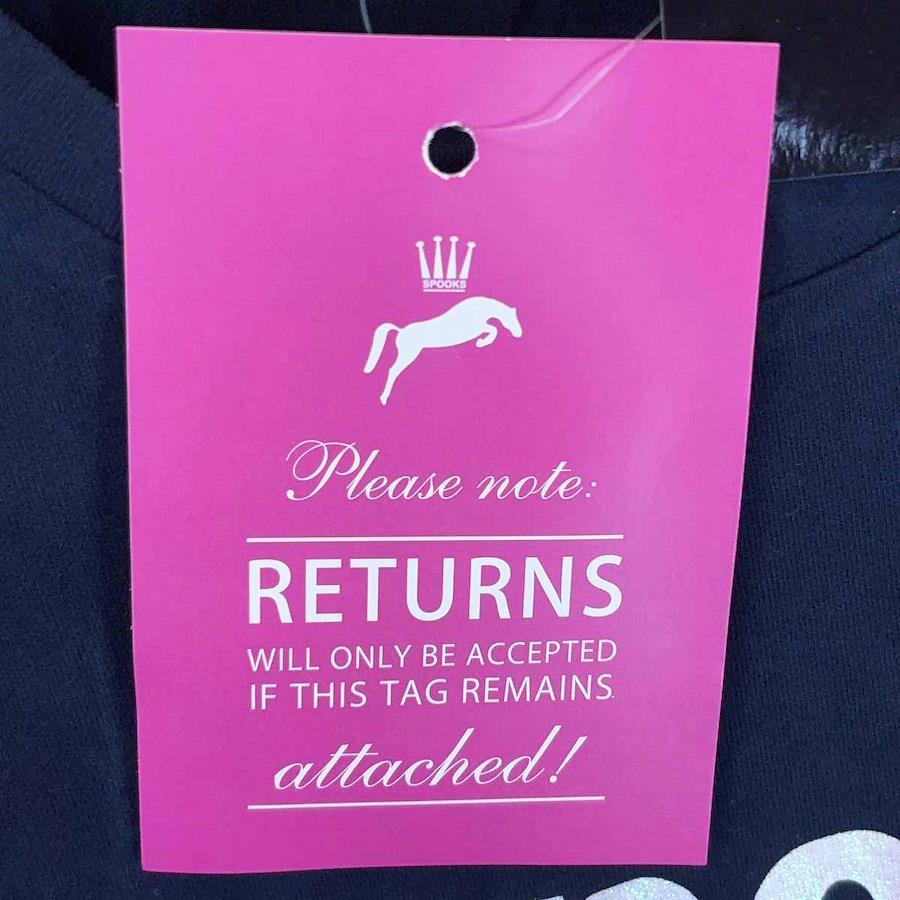 SPOOKS
Please note:
RETURNS
WILL ONLY BE ACCEPTED
IF THIS TAG REMAINS.
attached!